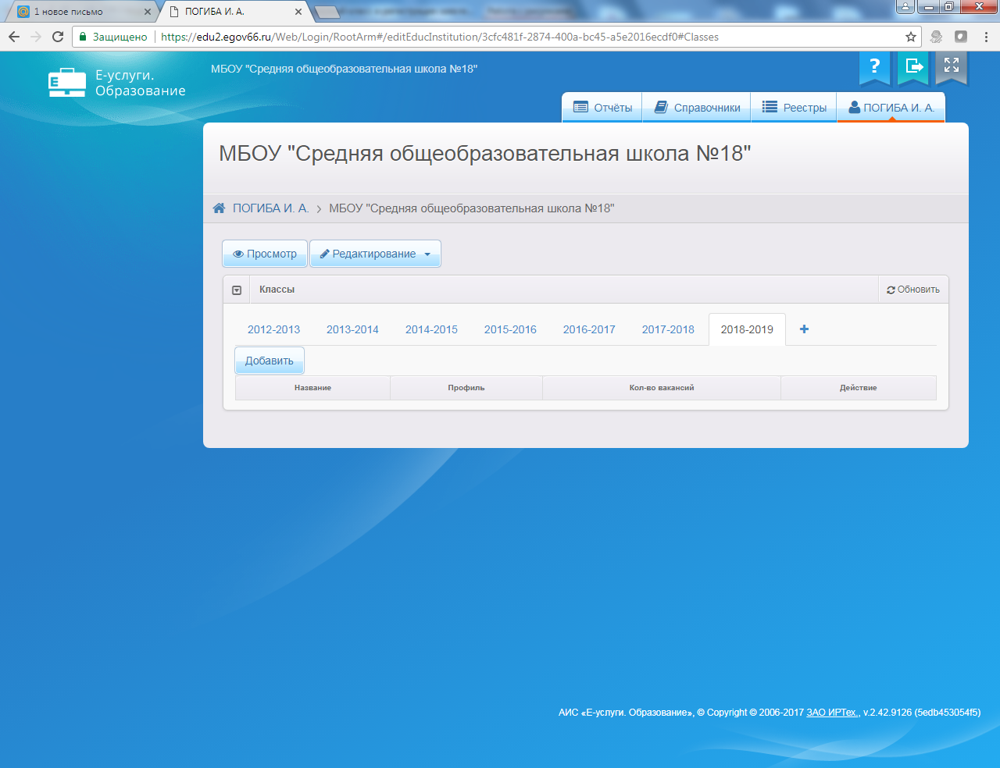 1 новое письмо
ПОГИБА И. А.
Защищено https://edu2.egov66.ru/Web/Login/RootArm#/editEducInstitution/3cfc481f-2874-400a-bc45-a5e2016ecdf0#Classes
Е-услуги.
Образование
МБОУ "Средняя общеобразовательная школа №18"
?
Отчёты Справочники Реестры ПОГИБА И. А.
МБОУ "Средняя общеобразовательная школа №18"
ПОГИБА И. А. > МБОУ "Средняя общеобразовательная школа №18"
Просмотр Редактирование
Классы Обновить
2012-2013 2013-2014 2014-2015 2015-2016 2016-2017 2017-2018 2018-2019 +
Добавить
Название Профиль Кол-во вакансий Действие
АИС «Е-услуги. Образование», © Copyright © 2006-2017 ЗАО ИРТех., v.2.42.9126 (5edb453054f5)